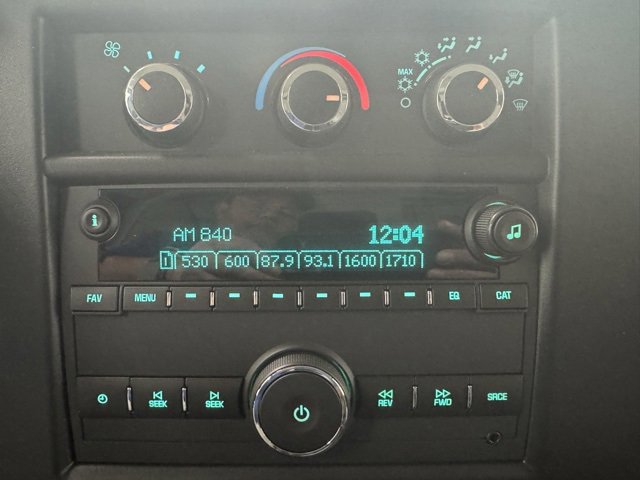 MAX
i
AM 840 12:04
1 530 600 87.9 93.1 1600 1710
FAV MENU EQ CAT
SEEK SEEK REV FWD SRCE